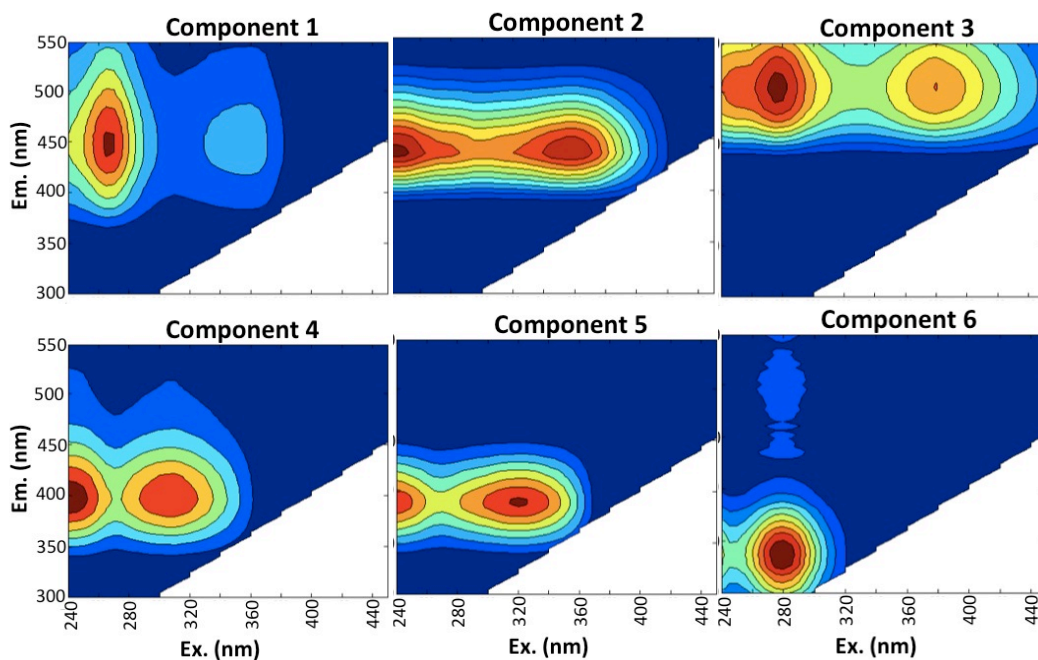 Component 1
Component 2
Component 3
Em. (nm)
550
500
450
400
350
300
Component 4
Component 5
Component 6
Em. (nm)
550
500
450
400
350
300
240
280
320
360
400
440
240
280
320
360
400
440
240
280
320
360
400
440
Ex. (nm)
Ex. (nm)
Ex. (nm)